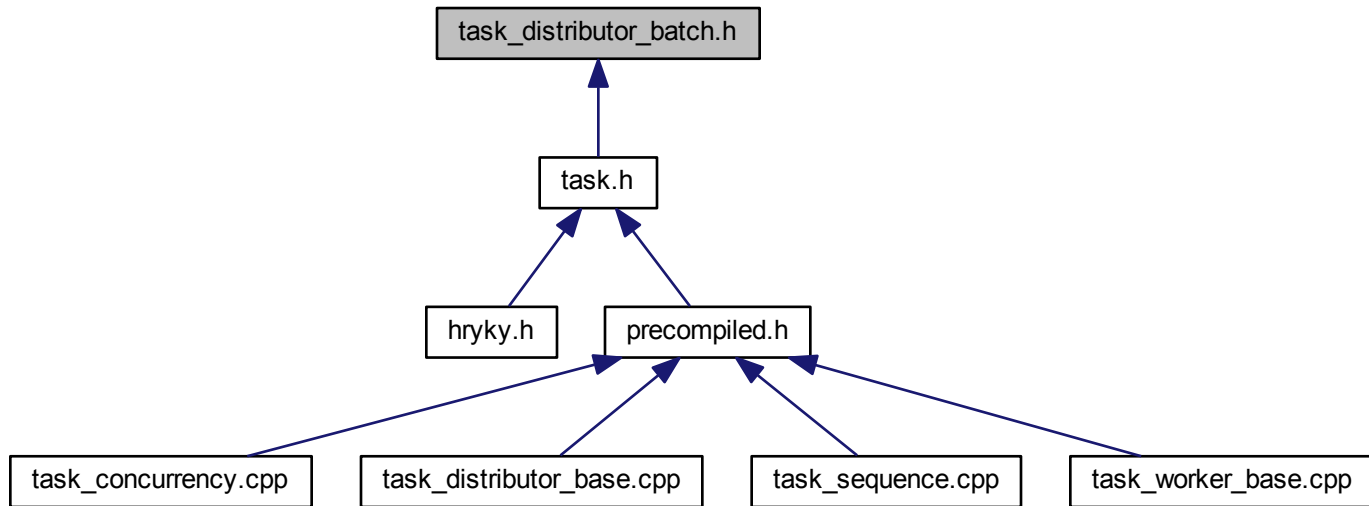 task_distributor_batch.h
task.h
hryky.h
precompiled.h
task_concurrency.cpp
task_distributor_base.cpp
task_sequence.cpp
task_worker_base.cpp